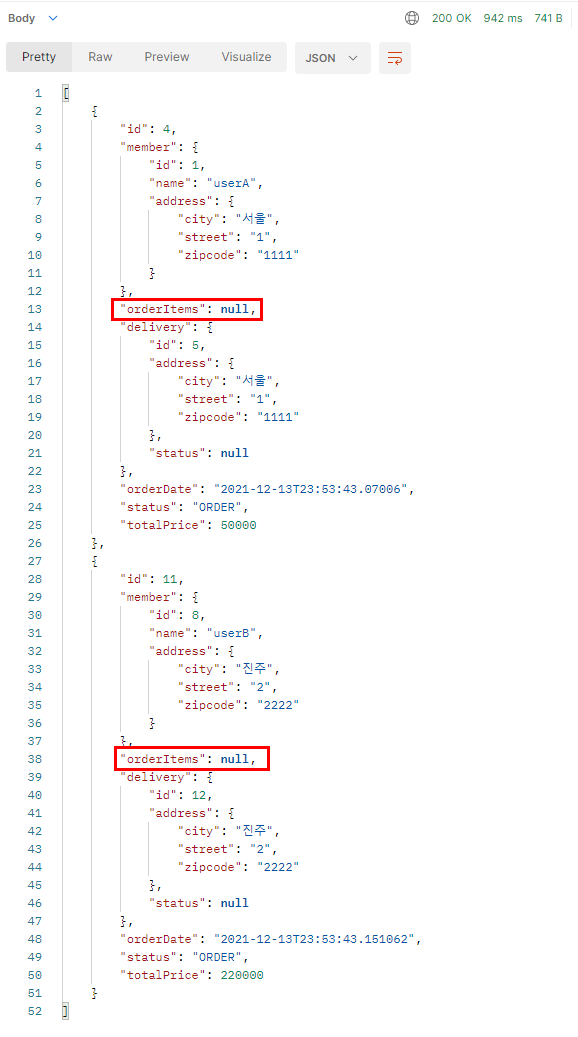 Body 200 OK 942 ms 741 B
Pretty Raw Preview Visualize JSON
1 [
2 {
3 "id": 4,
4 "member": {
5 "id": 1,
6 "name": "userA",
7 "address": {
8 "city": "서울",
9 "street": "1",
10 "zipcode": "1111"
11 }
12 },
13 "orderItems": null,
14 "delivery": {
15 "id": 5,
16 "address": {
17 "city": "서울",
18 "street": "1",
19 "zipcode": "1111"
20 },
21 "status": null
22 },
23 "orderDate": "2021-12-13T23:53:43.07006",
24 "status": "ORDER",
25 "totalPrice": 50000
26 },
27 {
28 "id": 11,
29 "member": {
30 "id": 8,
31 "name": "userB",
32 "address": {
33 "city": "진주",
34 "street": "2",
35 "zipcode": "2222"
36 }
37 },
38 "orderItems": null,
39 "delivery": {
40 "id": 12,
41 "address": {
42 "city": "진주",
43 "street": "2",
44 "zipcode": "2222"
45 },
46 "status": null
47 },
48 "orderDate": "2021-12-13T23:53:43.151062",
49 "status": "ORDER",
50 "totalPrice": 220000
51 }
52 ]